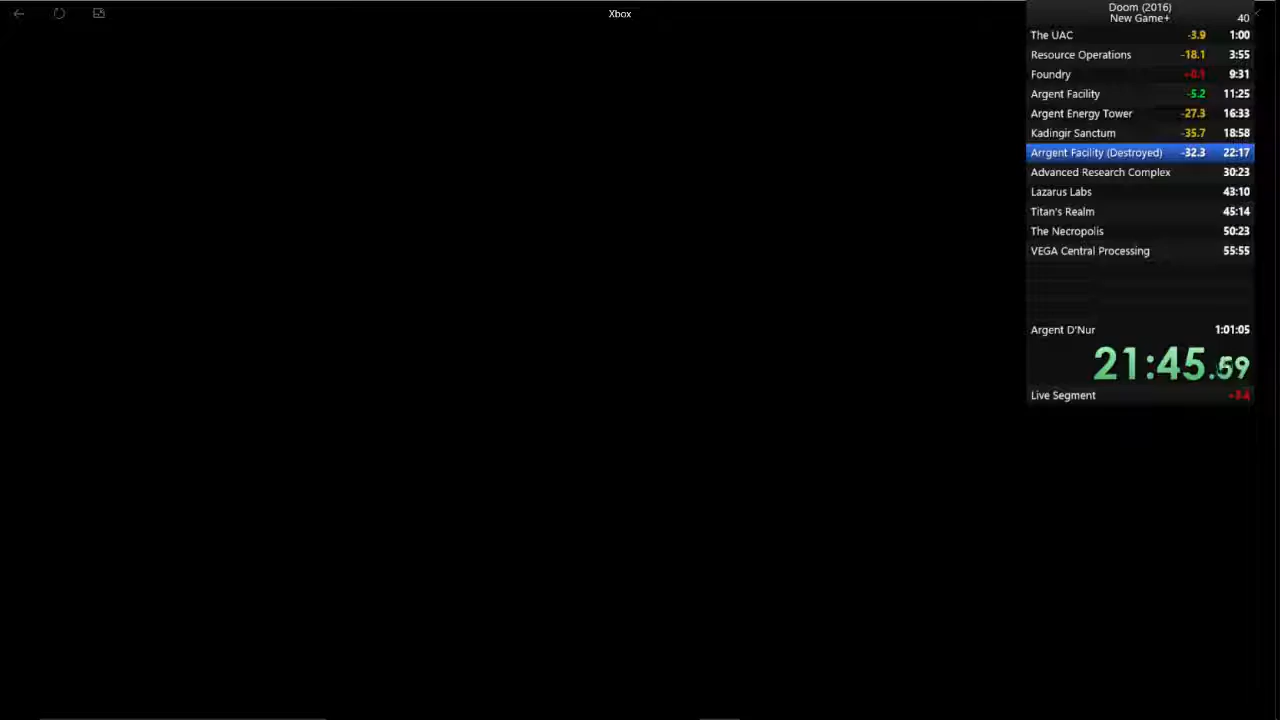 Xbox
Doom (2016)
New Game+ 40
The UAC -3.9 1:00
Resource Operations -18.1 3:55
Foundry +0.1 9:31
Argent Facility -5.2 11:25
Argent Energy Tower -27.3 16:33
Kadingir Sanctum -35.7 18:58
Arrgent Facility (Destroyed) -32.3 22:17
Advanced Research Complex 30:23
Lazarus Labs 43:10
Titan's Realm 45:14
The Necropolis 50:23
VEGA Central Processing 55:55
Argent D'Nur 1:01:05
21:45.59
Live Segment